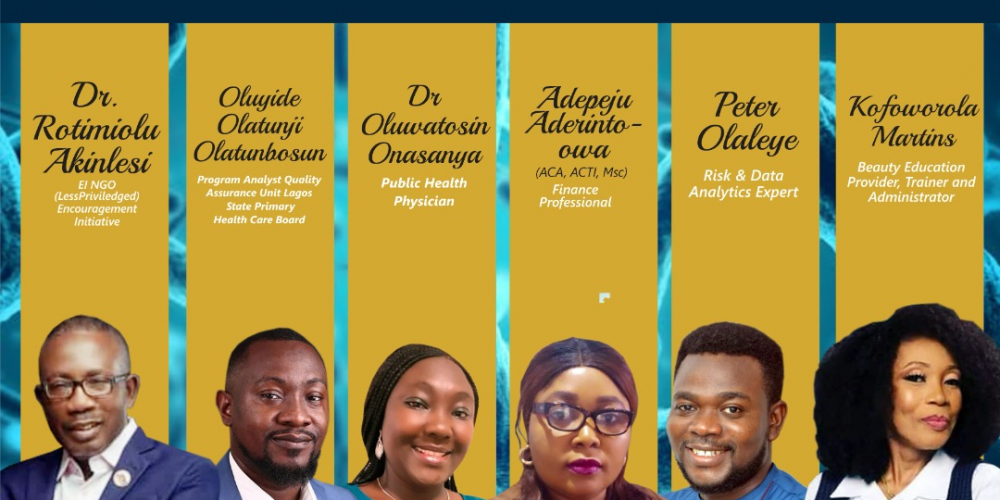 Dr.
Rotimiolu
Akinlesi
EI NGO
(LessPriviledged)
Encouragement
Initiative
Oluyide
Olatunji
Olatunbosun
Program Analyst Quality
Assurance Unit Lagos
State Primary
Health Care Board
Dr
Oluwatosin
Onasanya
Public Health
Physician
Adepeju
Aderinto-
owa
(ACA, ACTI, Msc)
Finance
Professional
Peter
Olaleye
Risk & Data
Analytics Expert
Kofoworola
Martins
Beauty Education
Provider, Trainer and
Administrator